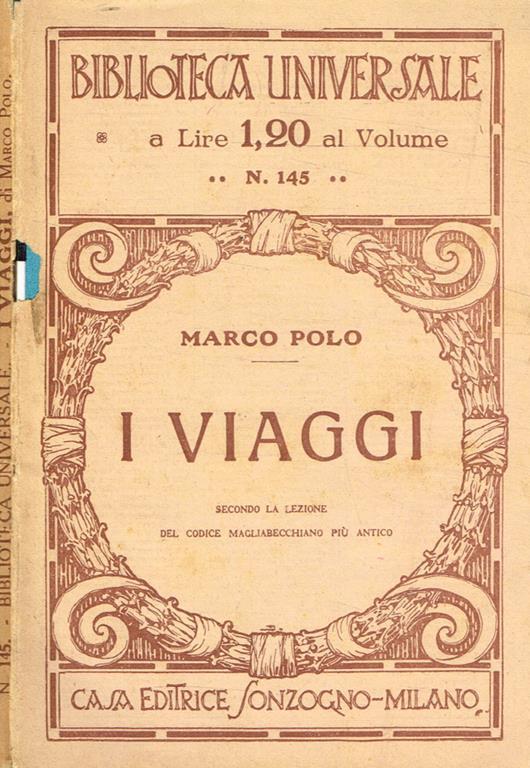 BIBLIOTECA UNIVERSALE
a Lire 1,20 al Volume
•• N. 145 ••
MARCO POLO
I VIAGGI
SECONDO LA LEZIONE
DEL CODICE MAGLIABECCHIANO PIÙ ANTICO
CASA EDITRICE SONZOGNO-MILANO
N. 145. - BIBLIOTECA UNIVERSALE. - I VIAGGI, di MARCO POLO.